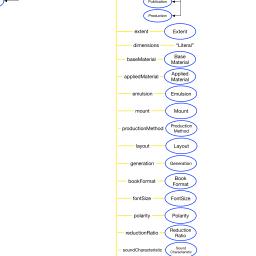 Publication
Production
extent Extent
dimensions "Literal"
baseMaterial Base Material
appliedMaterial Applied Material
emulsion Emulsion
mount Mount
productionMethod Production Method
layout Layout
generation Generation
bookFormat Book Format
fontSize FontSize
polarity Polarity
reductionRatio Reduction Ratio
soundCharacteristic Sound Characteristic